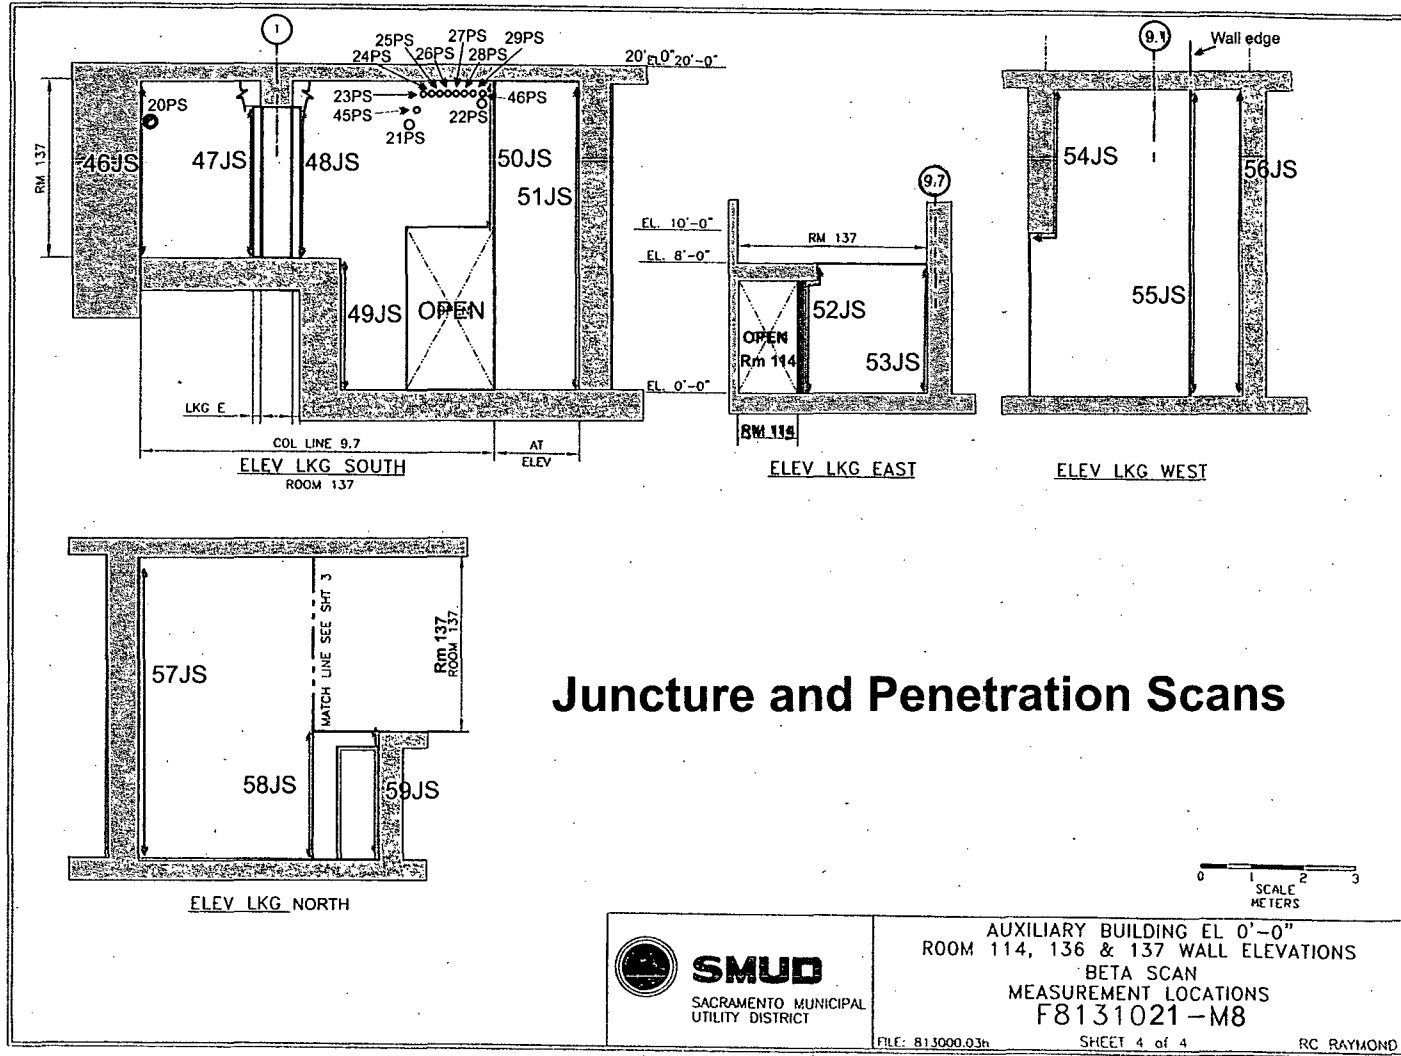 1
25PS
27PS
29PS
24PS
26PS
28PS
20' EL 0" 20'-0"
23PS
46PS
45PS
22PS
21PS
20PS
RM 137
46JS
47JS
48JS
50JS
51JS
49JS
OPEN
LKG E
COL LINE 9.7
AT
ELEV
ELEV LKG SOUTH
ROOM 137
9.7
EL. 10'-0"
RM 137
EL. 8'-0"
52JS
OPEN
Rm 114
53JS
EL. 0'-0"
RM 114
ELEV LKG EAST
9.1
Wall edge
54JS
56JS
55JS
ELEV LKG WEST
MATCH LINE SEE SHT 3
Rm 137
ROOM 137
57JS
58JS
59JS
ELEV LKG NORTH
Juncture and Penetration Scans
0 1 2 3
SCALE
METERS
SMUD
SACRAMENTO MUNICIPAL
UTILITY DISTRICT
AUXILIARY BUILDING EL 0'-0"
ROOM 114, 136 & 137 WALL ELEVATIONS
BETA SCAN
MEASUREMENT LOCATIONS
F8131021-M8
FILE: 813000.03h SHEET 4 of 4 RC RAYMOND